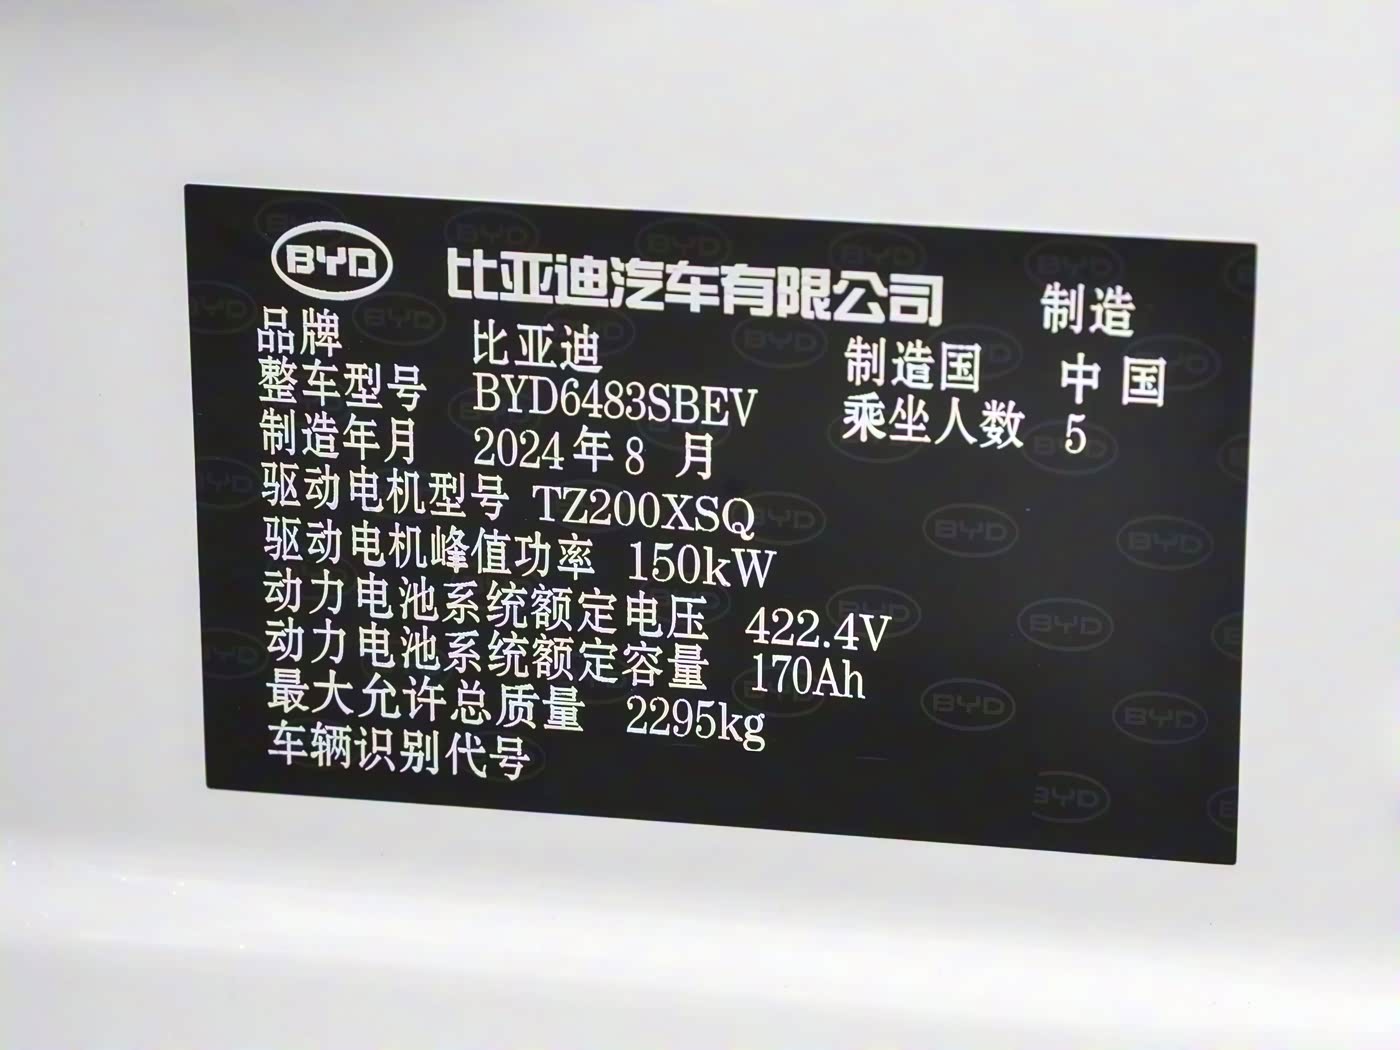 BYD 比亚迪汽车有限公司 制造
品牌 比亚迪 制造国 中国
整车型号 BYD6483SBEV 乘坐人数 5
制造年月 2024年8月
驱动电机型号 TZ200XSQ
驱动电机峰值功率 150kW
动力电池系统额定电压 422.4V
动力电池系统额定容量 170Ah
最大允许总质量 2295kg
车辆识别代号